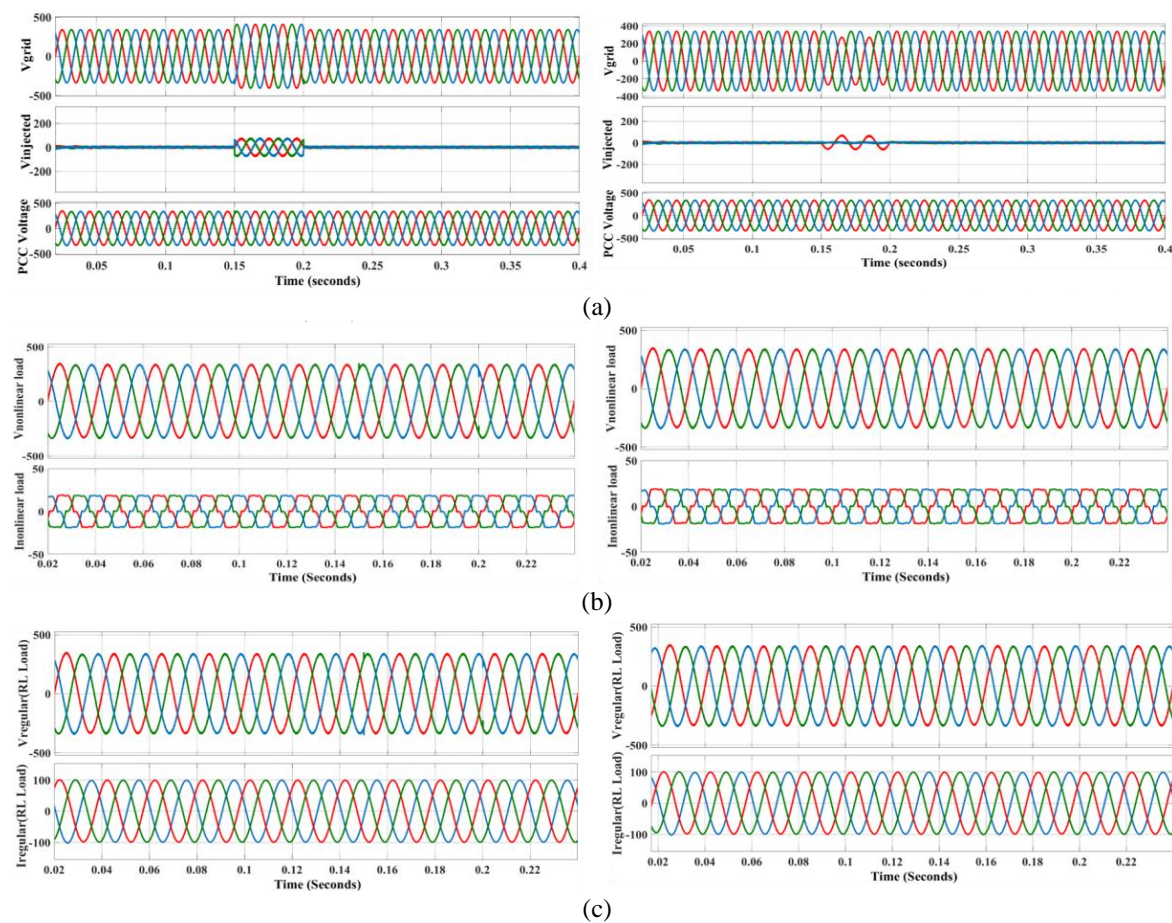 500
0
-500
Vgrid
200
0
-200
Vinjected
500
0
-500
PCC Voltage
0.05 0.1 0.15 0.2 0.25 0.3 0.35 0.4
Time (seconds)
400
200
0
-200
-400
Vgrid
200
0
-200
Vinjected
500
0
-500
PCC Voltage
0.05 0.1 0.15 0.2 0.25 0.3 0.35 0.4
Time (seconds)
(a)
500
0
-500
Vnonlinear load
50
0
-50
Inonlinear load
0.02 0.04 0.06 0.08 0.1 0.12 0.14 0.16 0.18 0.2 0.22
Time (Seconds)
500
0
-500
Vnonlinear load
50
0
-50
Inonlinear load
0.02 0.04 0.06 0.08 0.1 0.12 0.14 0.16 0.18 0.2 0.22
Time (Seconds)
(b)
500
0
-500
Vregular(RL Load)
100
0
-100
Iregular(RL Load)
0.02 0.04 0.06 0.08 0.1 0.12 0.14 0.16 0.18 0.2 0.22
Time (Seconds)
500
0
-500
Vregular(RL Load)
100
0
-100
Iregular(RL Load)
0.02 0.04 0.06 0.08 0.1 0.12 0.14 0.16 0.18 0.2 0.22
Time (Seconds)
(c)